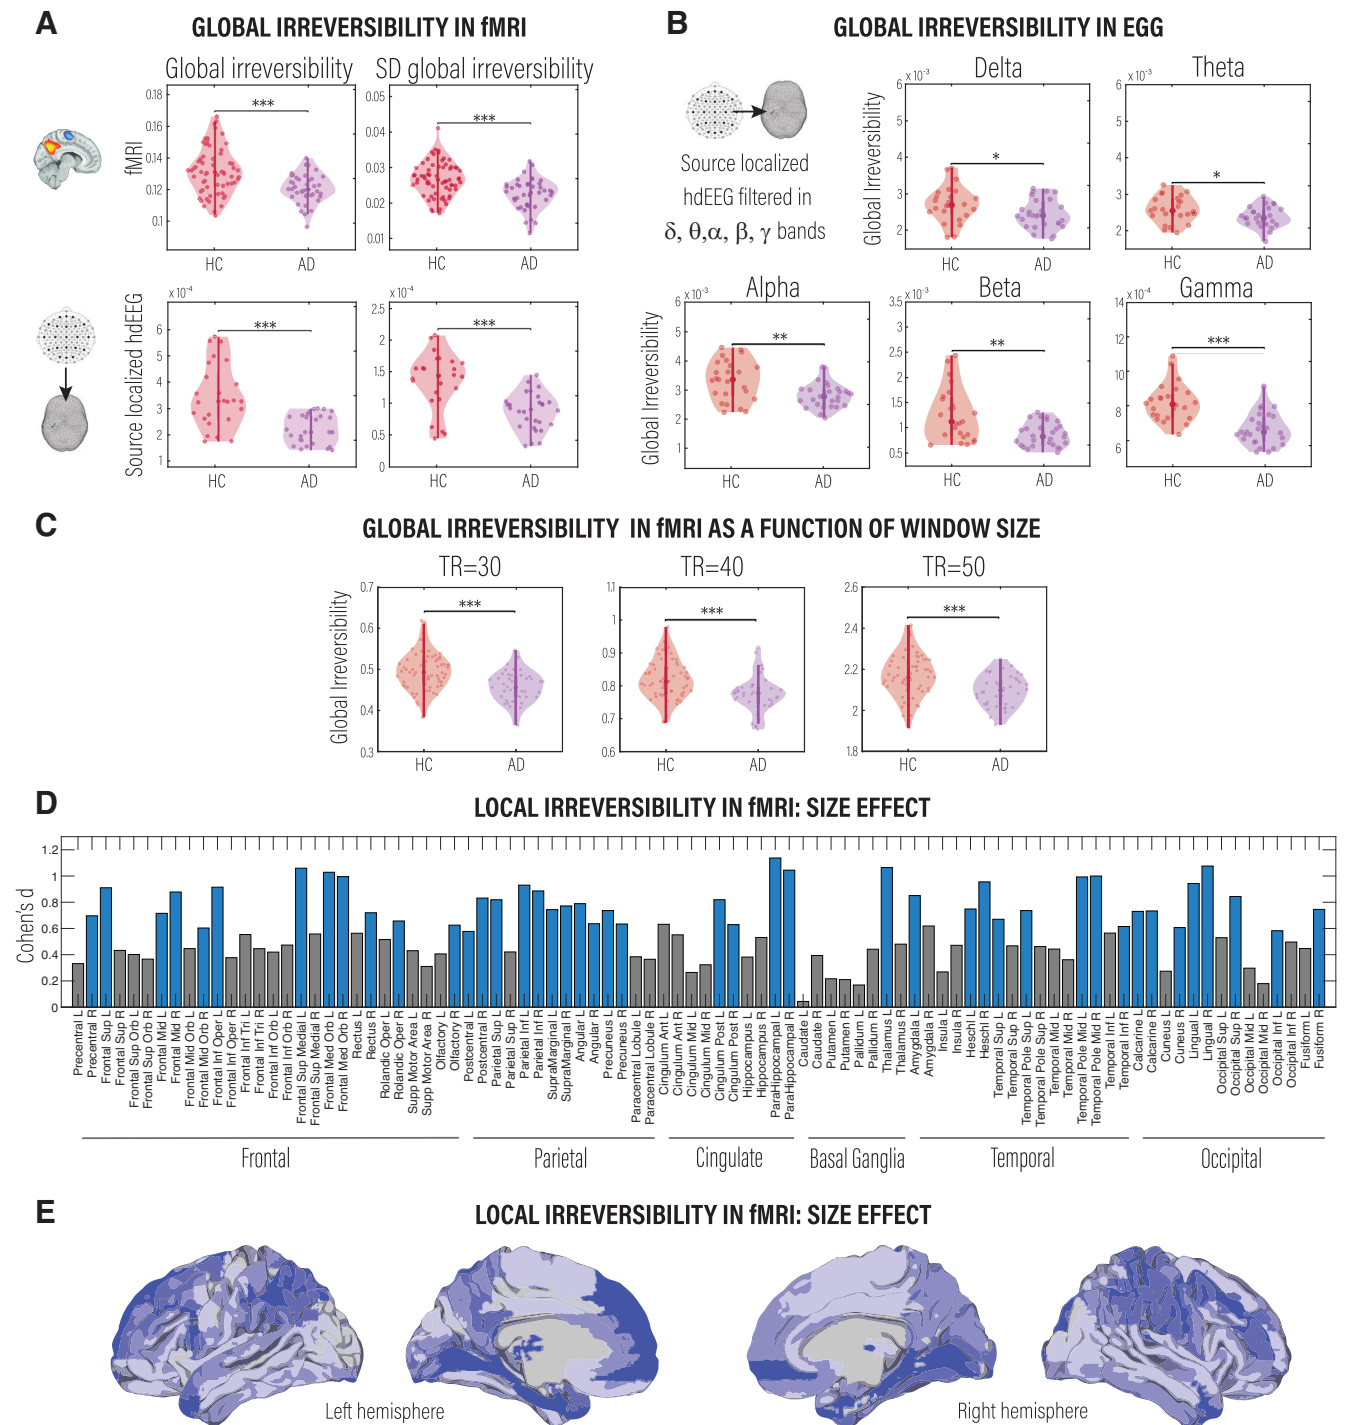 A
GLOBAL IRREVERSIBILITY IN fMRI
Global irreversibility
SD global irreversibility
fMRI
0.18
0.16
0.14
0.12
0.1
***
HC
AD
0.05
0.04
0.03
0.02
0.01
***
HC
AD
Source localized hdEEG
x10⁻⁴
6
5
4
3
2
1
***
HC
AD
x10⁻⁴
2.5
2
1.5
1
0.5
0
***
HC
AD
B
GLOBAL IRREVERSIBILITY IN EGG
Source localized
hdEEG filtered in
δ, θ,α, β, γ bands
Delta
Global Irreversibility
x10⁻³
6
5
4
3
2
*
HC
AD
Theta
x10⁻³
6
5
4
3
2
*
HC
AD
Alpha
Global Irreversibility
x10⁻³
6
5
4
3
2
1
**
HC
AD
Beta
x10⁻³
3.5
3
2.5
2
1.5
1
0.5
**
HC
AD
Gamma
x10⁻⁴
14
12
10
8
6
***
HC
AD
C
GLOBAL IRREVERSIBILITY IN fMRI AS A FUNCTION OF WINDOW SIZE
TR=30
Global Irreversibility
0.7
0.6
0.5
0.4
0.3
***
HC
AD
TR=40
1.1
1
0.9
0.8
0.7
0.6
***
HC
AD
TR=50
2.6
2.4
2.2
2
1.8
***
HC
AD
D
LOCAL IRREVERSIBILITY IN fMRI: SIZE EFFECT
Cohen's d
1.2
1
0.8
0.6
0.4
0.2
0
Precentral L
Precentral R
Frontal Sup L
Frontal Sup R
Frontal Sup Orb L
Frontal Sup Orb R
Frontal Mid L
Frontal Mid R
Frontal Mid Orb L
Frontal Mid Orb R
Frontal Inf Oper L
Frontal Inf Oper R
Frontal Inf Tri L
Frontal Inf Tri R
Frontal Inf Orb L
Frontal Inf Orb R
Frontal Sup Medial L
Frontal Sup Medial R
Frontal Med Orb L
Frontal Med Orb R
Rectus L
Rectus R
Rolandic Oper L
Rolandic Oper R
Supp Motor Area L
Supp Motor Area R
Olfactory L
Olfactory R
Postcentral L
Postcentral R
Parietal Sup L
Parietal Sup R
Parietal Inf L
Parietal Inf R
SupraMarginal L
SupraMarginal R
Angular L
Angular R
Precuneus L
Precuneus R
Paracentral Lobule L
Paracentral Lobule R
Cingulum Ant L
Cingulum Ant R
Cingulum Mid L
Cingulum Mid R
Cingulum Post L
Cingulum Post R
Hippocampus L
Hippocampus R
ParaHippocampal L
ParaHippocampal R
Caudate L
Caudate R
Putamen L
Putamen R
Pallidum L
Pallidum R
Thalamus L
Thalamus R
Amygdala L
Amygdala R
Insula L
Insula R
Heschl L
Heschl R
Temporal Sup L
Temporal Sup R
Temporal Pole Sup L
Temporal Pole Sup R
Temporal Mid L
Temporal Mid R
Temporal Pole Mid L
Temporal Pole Mid R
Temporal Inf L
Temporal Inf R
Calcarine L
Calcarine R
Cuneus L
Cuneus R
Lingual L
Lingual R
Occipital Sup L
Occipital Sup R
Occipital Mid L
Occipital Mid R
Occipital Inf L
Occipital Inf R
Fusiform L
Fusiform R
Frontal
Parietal
Cingulate
Basal Ganglia
Temporal
Occipital
E
LOCAL IRREVERSIBILITY IN fMRI: SIZE EFFECT
Left hemisphere
Right hemisphere